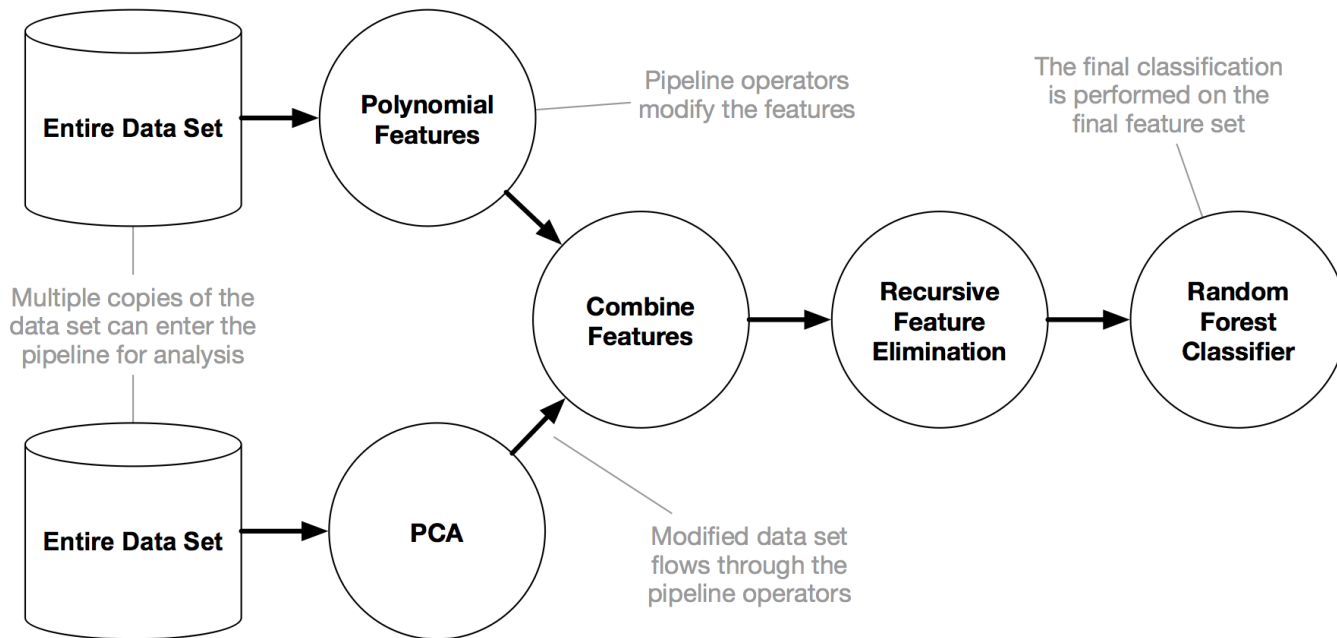 Entire Data Set
Polynomial
Features
Pipeline operators
modify the features
The final classification
is performed on the
final feature set
Multiple copies of the
data set can enter the
pipeline for analysis
Combine
Features
Recursive
Feature
Elimination
Random
Forest
Classifier
Entire Data Set
PCA
Modified data set
flows through the
pipeline operators